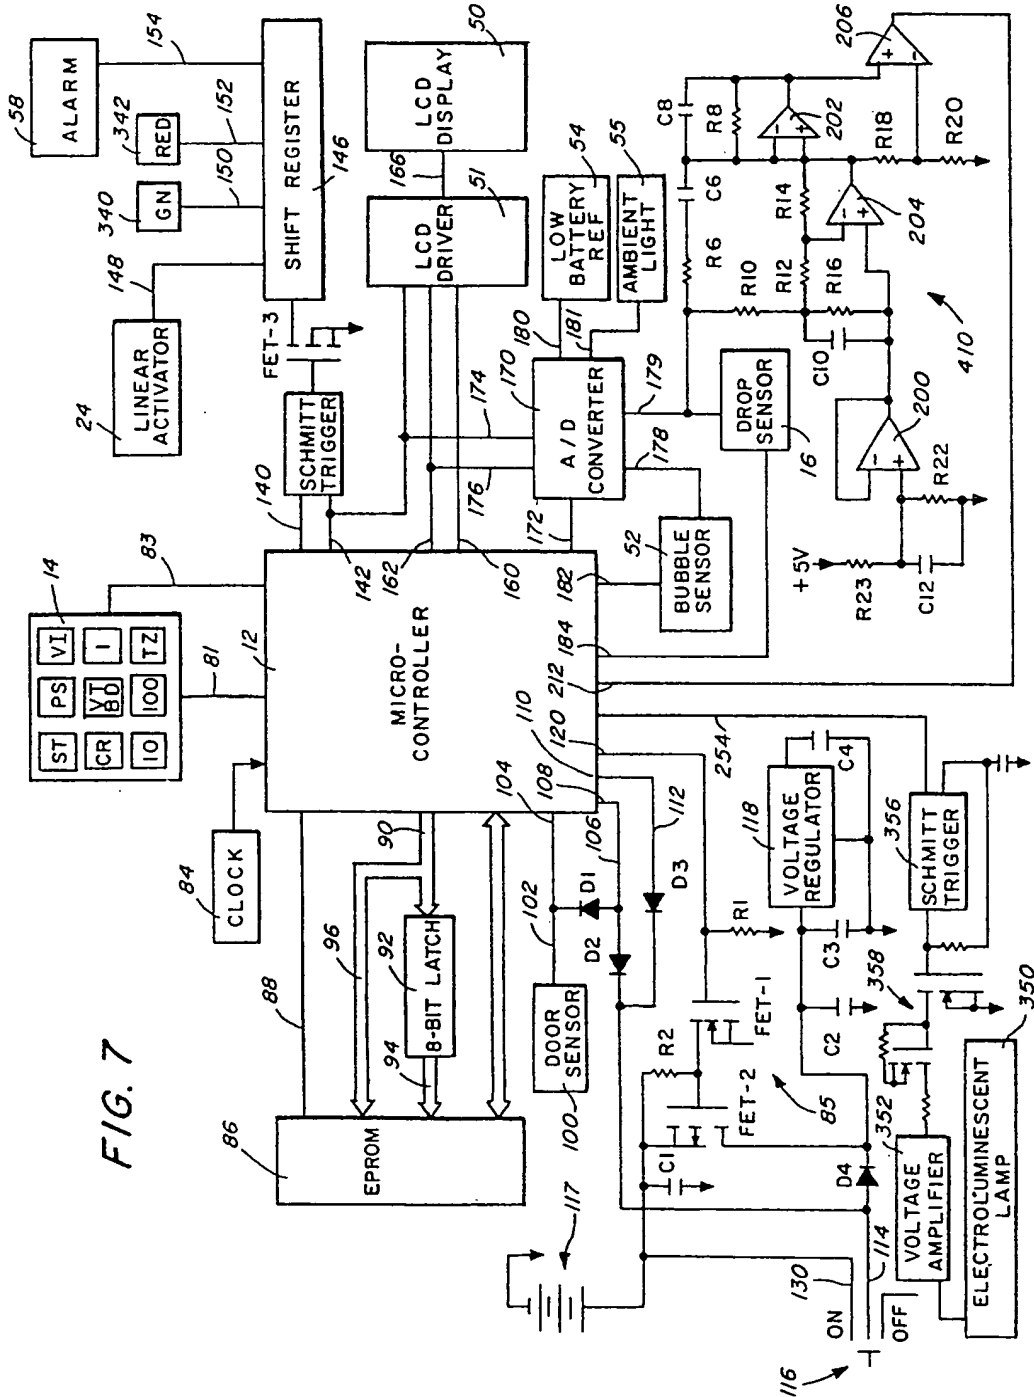 FIG. 7
58
ALARM
154
342
RED
152
340
GN
150
148
24
LINEAR
ACTIVATOR
SHIFT REGISTER
146
FET-3
SCHMITT
TRIGGER
140
142
50
LCD
DISPLAY
166
LCD
DRIVER
51
162
160
174
176
LOW
BATTERY
REF
54
AMBIENT
LIGHT
55
180
181
170
A/D
CONVERTER
172
178
179
DROP
SENSOR
16
52
BUBBLE
SENSOR
182
184
212
14
ST
PS
VI
CR
VT
BD
1
10
100
TZ
83
81
12
MICRO-
CONTROLLER
84
CLOCK
88
90
96
92
8-BIT LATCH
94
86
EPROM
104
108
110
120
106
112
102
D1
D2
D3
DOOR
SENSOR
100
R1
R2
FET-1
FET-2
85
C1
117
D4
114
130
ON
OFF
116
254
118
VOLTAGE
REGULATOR
C4
C3
C2
356
SCHMITT
TRIGGER
358
352
VOLTAGE
AMPLIFIER
350
ELECTROLUMINESCENT
LAMP
206
C8
R8
202
R18
R20
C6
R14
204
R6
R10
R12
R16
C10
410
200
R22
+5V
R23
C12